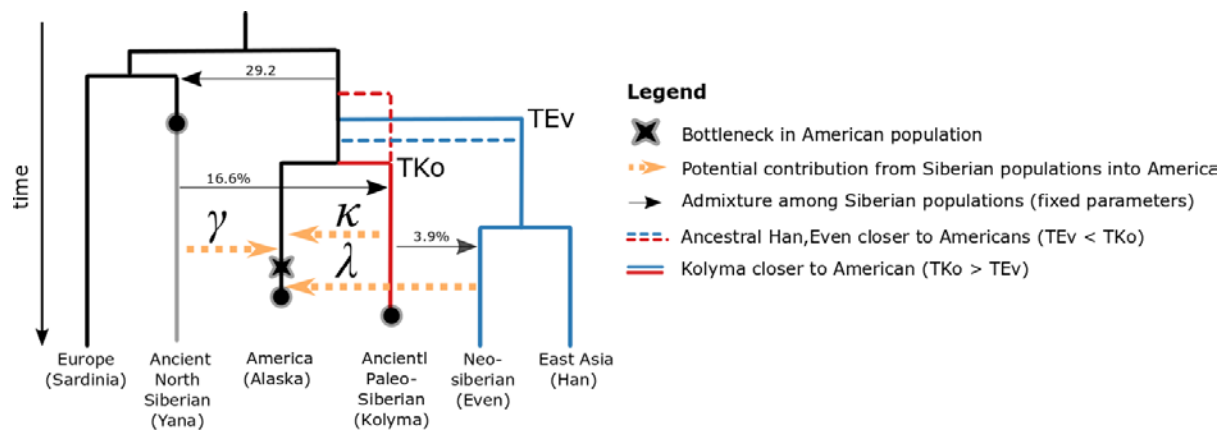 time
29.2
TEv
TKo
16.6%
γ
κ
3.9%
λ
Europe
(Sardinia)
Ancient
North
Siberian
(Yana)
America
(Alaska)
Ancientl
Paleo-
Siberian
(Kolyma)
Neo-
siberian
(Even)
East Asia
(Han)
Legend
Bottleneck in American population
Potential contribution from Siberian populations into America
Admixture among Siberian populations (fixed parameters)
Ancestral Han,Even closer to Americans (TEv < TKo)
Kolyma closer to American (TKo > TEv)